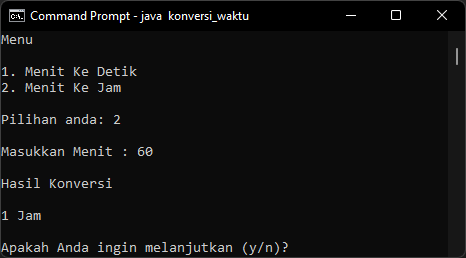 Command Prompt - java  konversi_waktu
Menu
1. Menit Ke Detik
2. Menit Ke Jam
Pilihan anda: 2
Masukkan Menit : 60
Hasil Konversi
1 Jam
Apakah Anda ingin melanjutkan (y/n)?